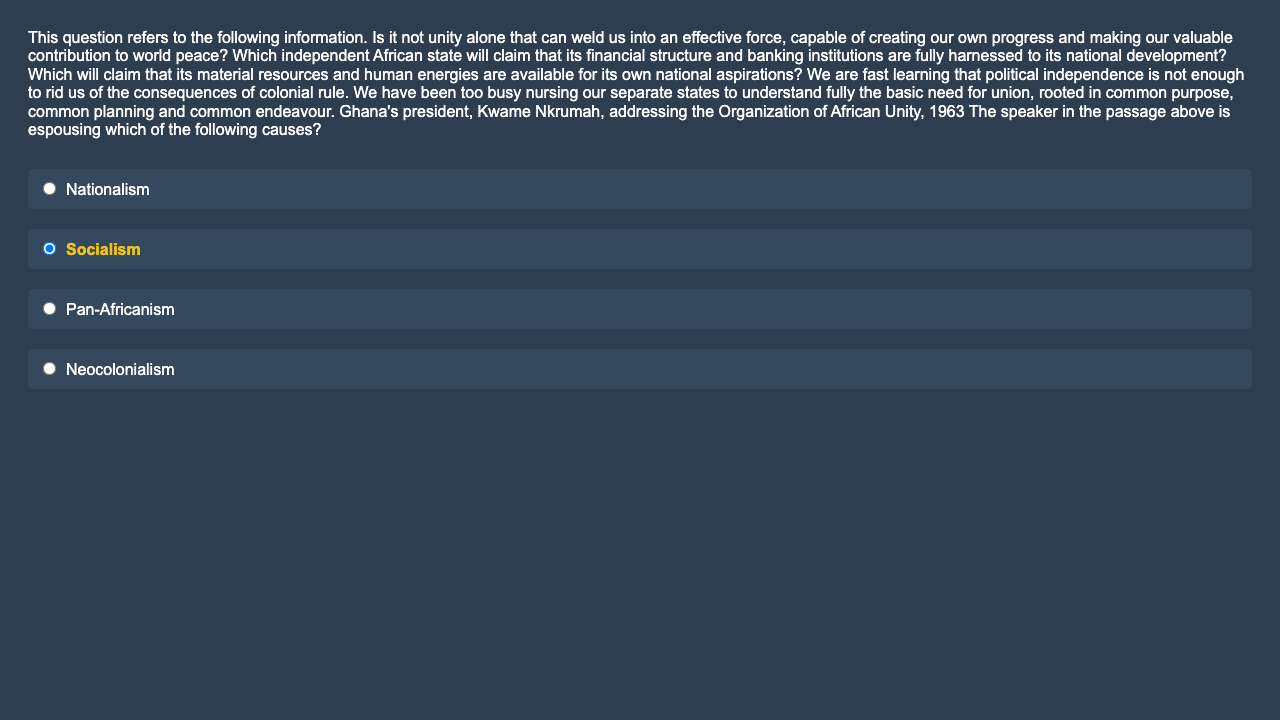 This question refers to the following information. Is it not unity alone that can weld us into an effective force, capable of creating our own progress and making our valuable
contribution to world peace? Which independent African state will claim that its financial structure and banking institutions are fully harnessed to its national development?
Which will claim that its material resources and human energies are available for its own national aspirations? We are fast learning that political independence is not enough
to rid us of the consequences of colonial rule. We have been too busy nursing our separate states to understand fully the basic need for union, rooted in common purpose,
common planning and common endeavour. Ghana's president, Kwame Nkrumah, addressing the Organization of African Unity, 1963 The speaker in the passage above is
espousing which of the following causes?
Nationalism
Socialism
Pan-Africanism
Neocolonialism